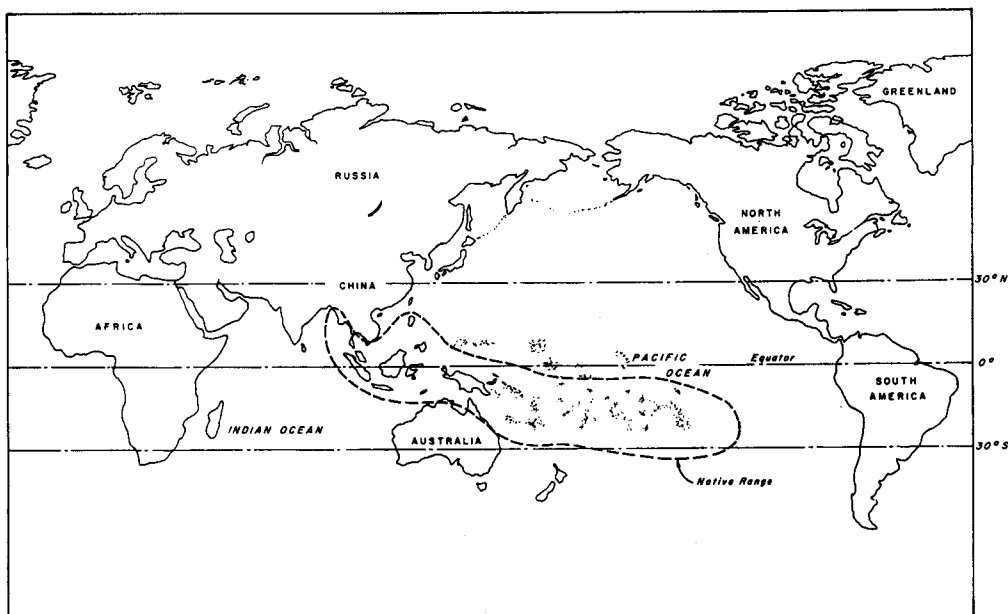 GREENLAND
RUSSIA
NORTH
AMERICA
30° N
CHINA
AFRICA
PACIFIC
OCEAN
Equator
0°
SOUTH
AMERICA
INDIAN OCEAN
AUSTRALIA
30° S
Native Range